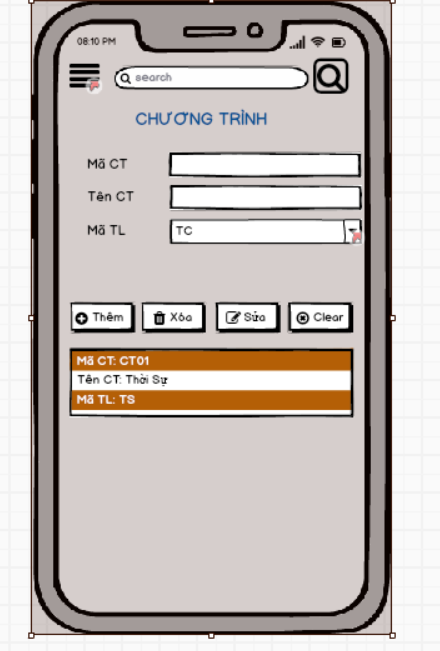 08:10 PM
search
CHƯƠNG TRÌNH
Mã CT
Tên CT
Mã TL
TC
Thêm
Xóa
Sửa
Clear
Mã CT: CT01
Tên CT: Thời Sự
Mã TL: TS